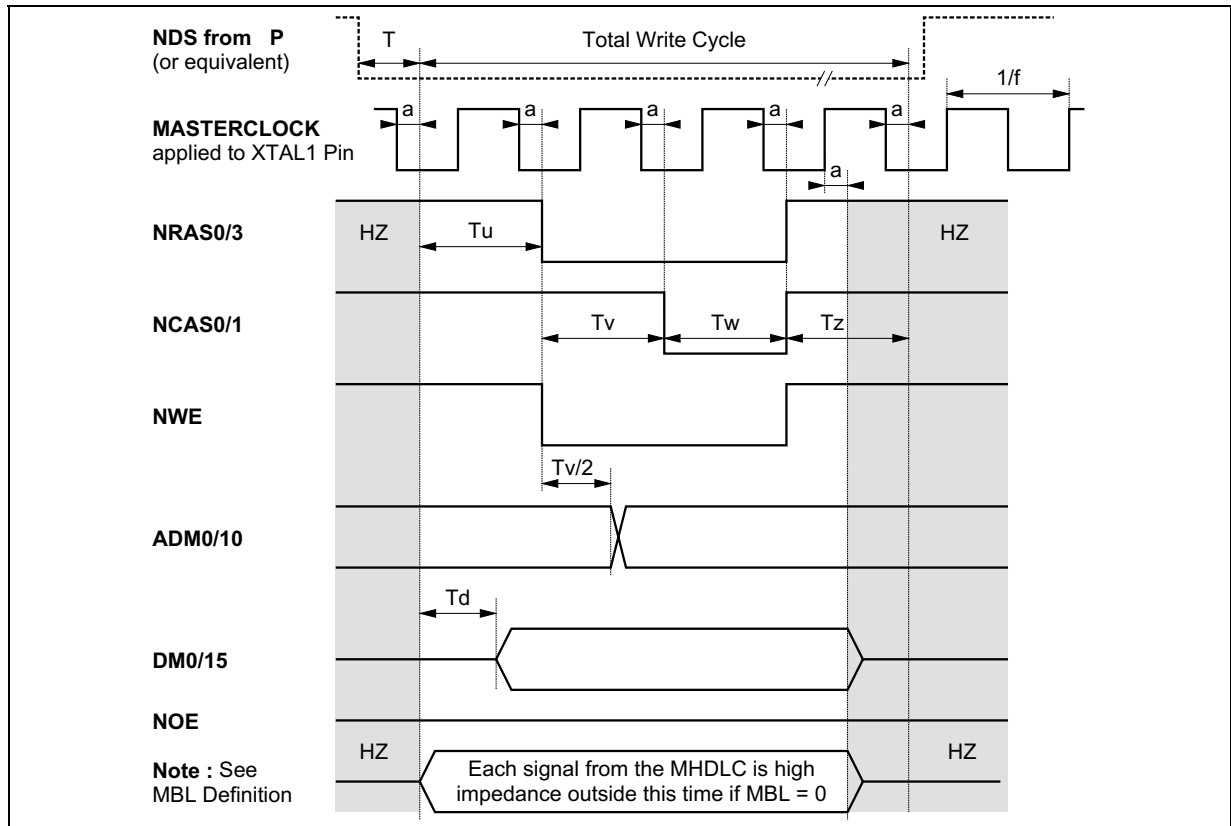 NDS from P
(or equivalent)
T
Total Write Cycle
1/f
MASTERCLOCK
applied to XTAL1 Pin
a
a
a
a
a
a
NRAS0/3
HZ
Tu
HZ
NCAS0/1
Tv
Tw
Tz
NWE
Tv/2
ADM0/10
Td
DM0/15
NOE
HZ
HZ
Note : See
MBL Definition
Each signal from the MHDLC is high
impedance outside this time if MBL = 0